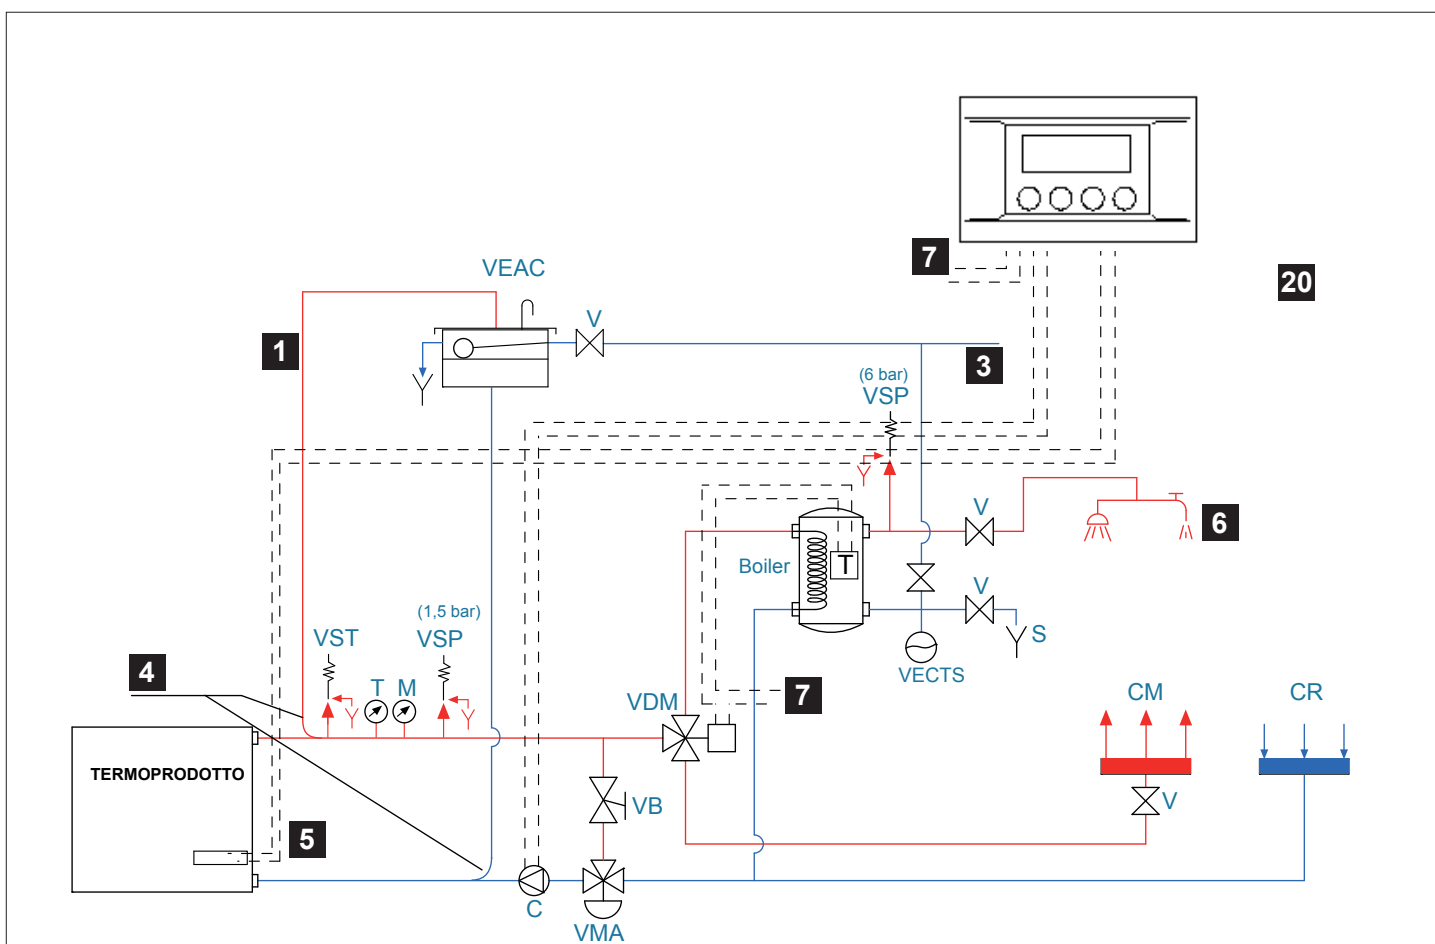 7
20
VEAC
V
1
3
(6 bar)
VSP
V
6
Boiler
T
V
S
VECTS
(1,5 bar)
VST
VSP
4
T
M
VDM
7
CM
CR
TERMOPRODOTTO
VB
V
5
C
VMA